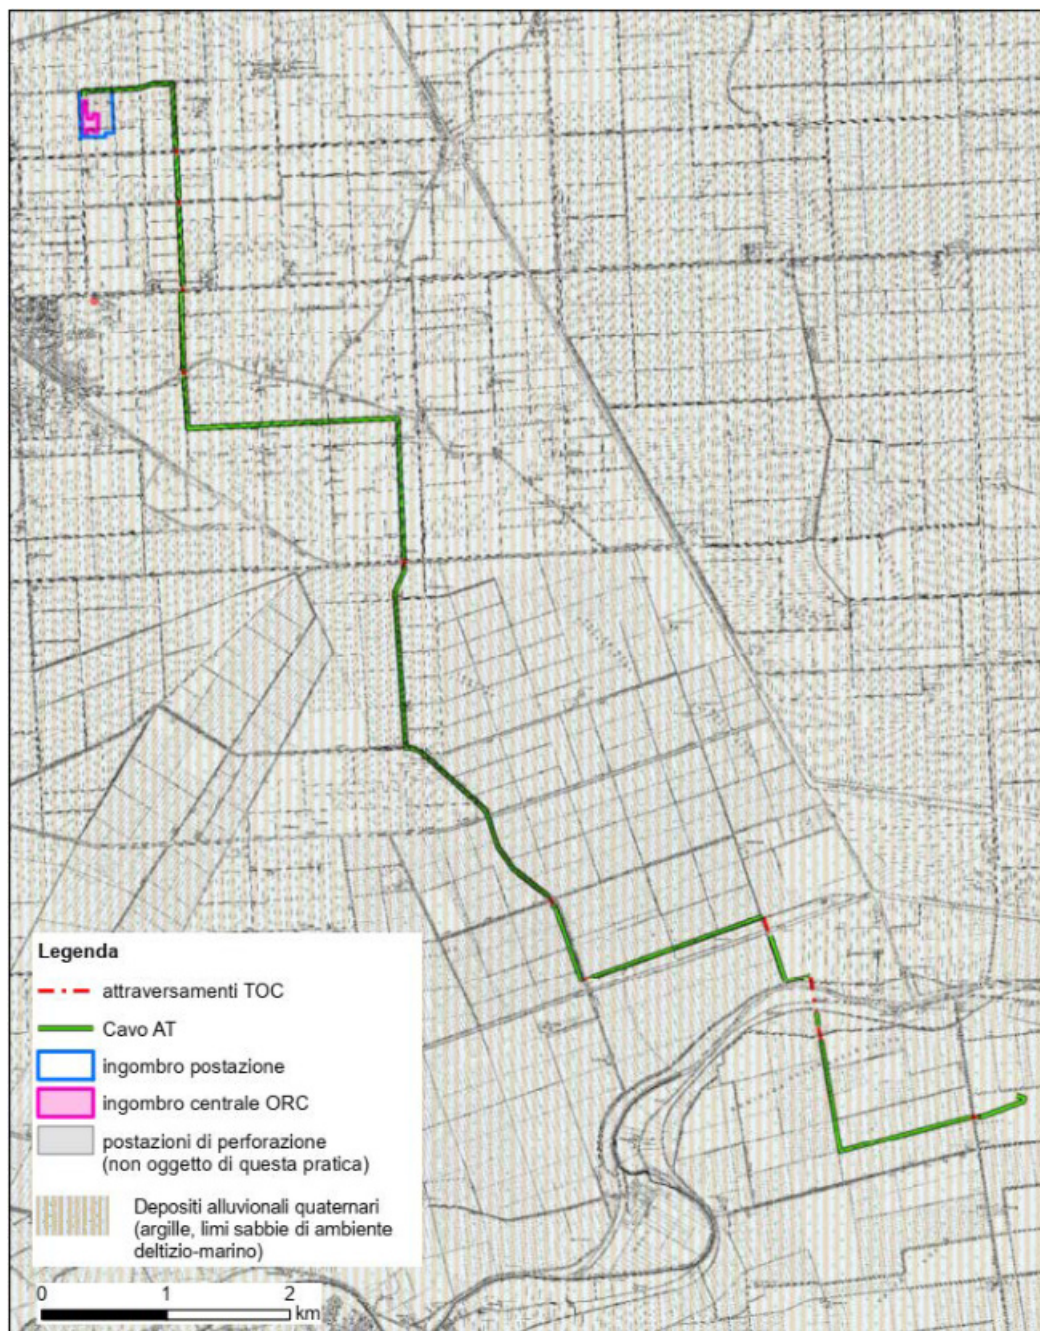 Legenda
attraversamenti TOC
Cavo AT
ingombro postazione
ingombro centrale ORC
postazioni di perforazione
(non oggetto di questa pratica)
Depositi alluvionali quaternari
(argille, limi sabbie di ambiente
deltizio-marino)
0 1 2
km